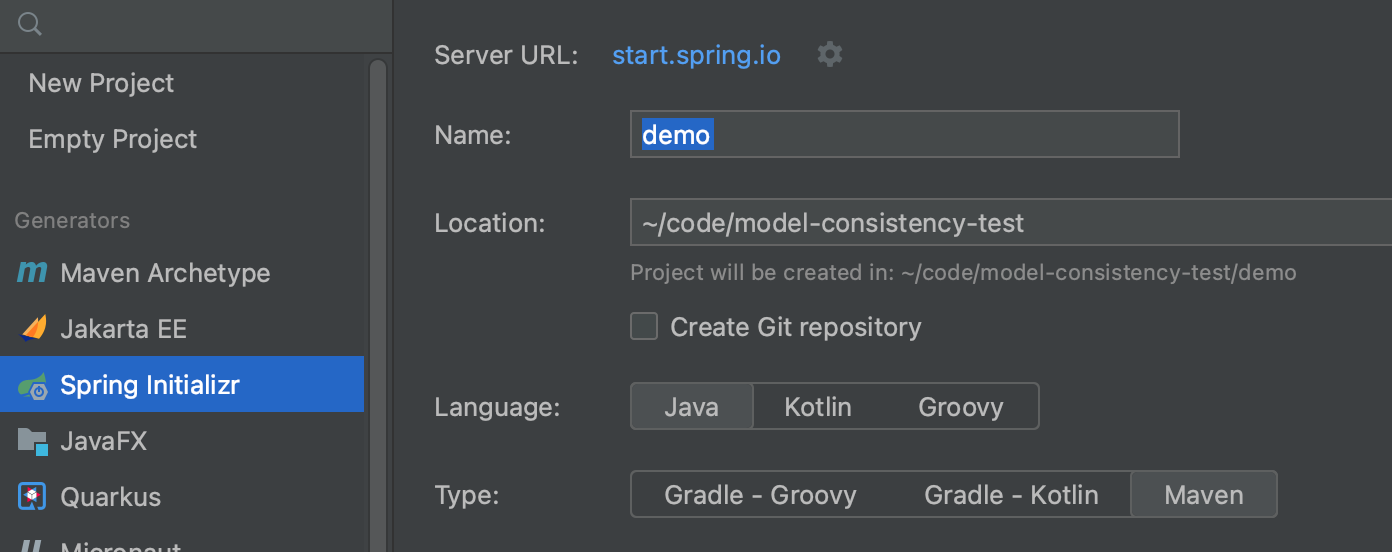 New Project
Empty Project
Generators
Maven Archetype
Jakarta EE
Spring Initializr
JavaFX
Quarkus
Micronaut
Server URL: start.spring.io
Name: demo
Location: ~/code/model-consistency-test
Project will be created in: ~/code/model-consistency-test/demo
Create Git repository
Language: Java Kotlin Groovy
Type: Gradle - Groovy Gradle - Kotlin Maven